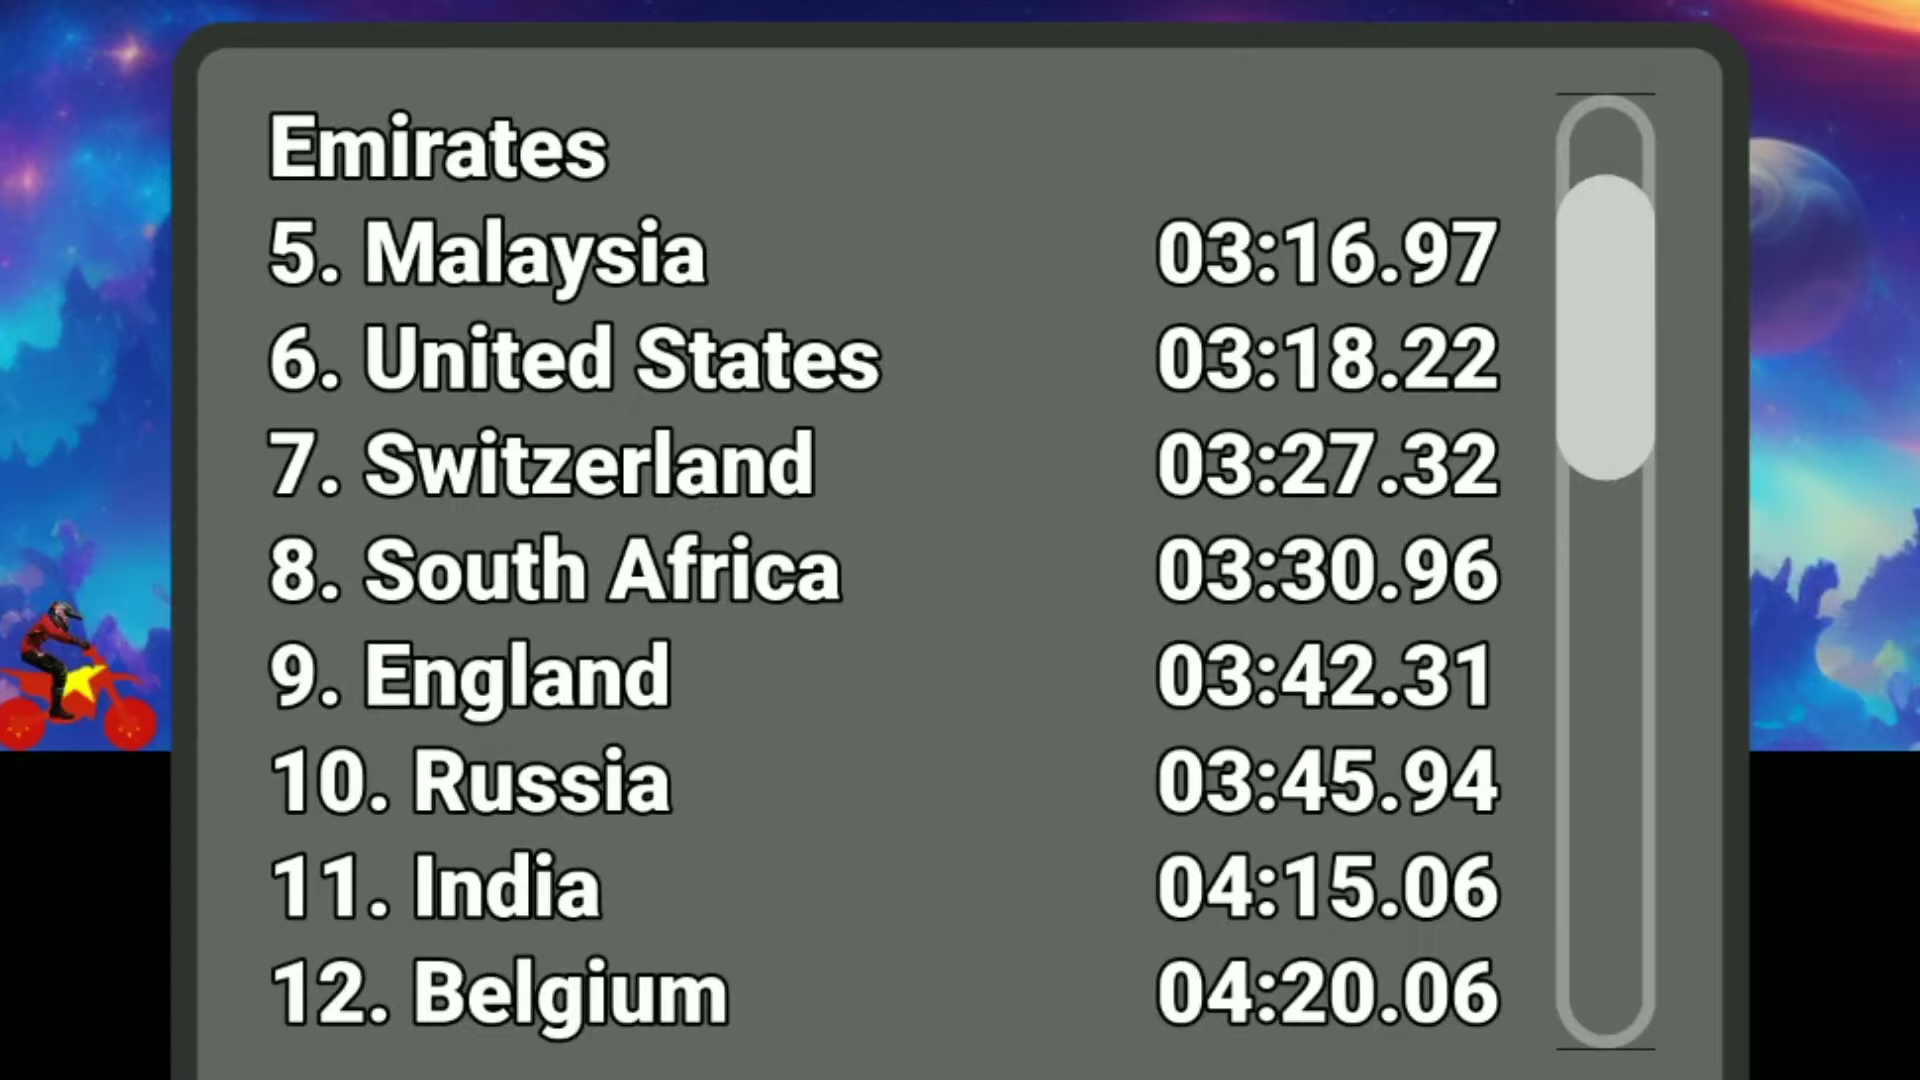 Emirates
5. Malaysia 03:16.97
6. United States 03:18.22
7. Switzerland 03:27.32
8. South Africa 03:30.96
9. England 03:42.31
10. Russia 03:45.94
11. India 04:15.06
12. Belgium 04:20.06